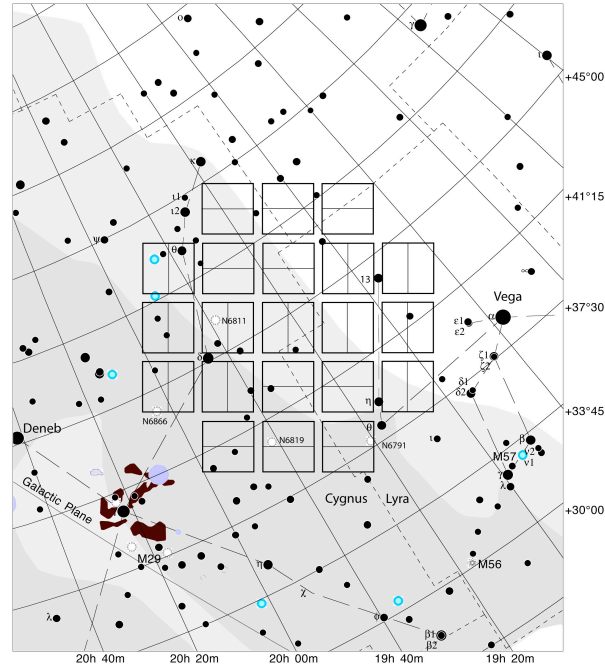 ο
γ
ι
+45°00
κ
+41°15
ι1
ι2
ψ
θ
∞
13
Vega
+37°30
N6811
ε1
ε2
α
δ
ζ1
ζ2
δ1
δ2
N6866
η
+33°45
Deneb
θ
N6819
N6791
ι
β
M57
ν2
ν1
γ
λ
Galactic Plane
Cygnus
Lyra
+30°00
M29
η
M56
χ
λ
φ
β1
β2
20h 40m
20h 20m
20h 00m
19h 40m
19h 20m